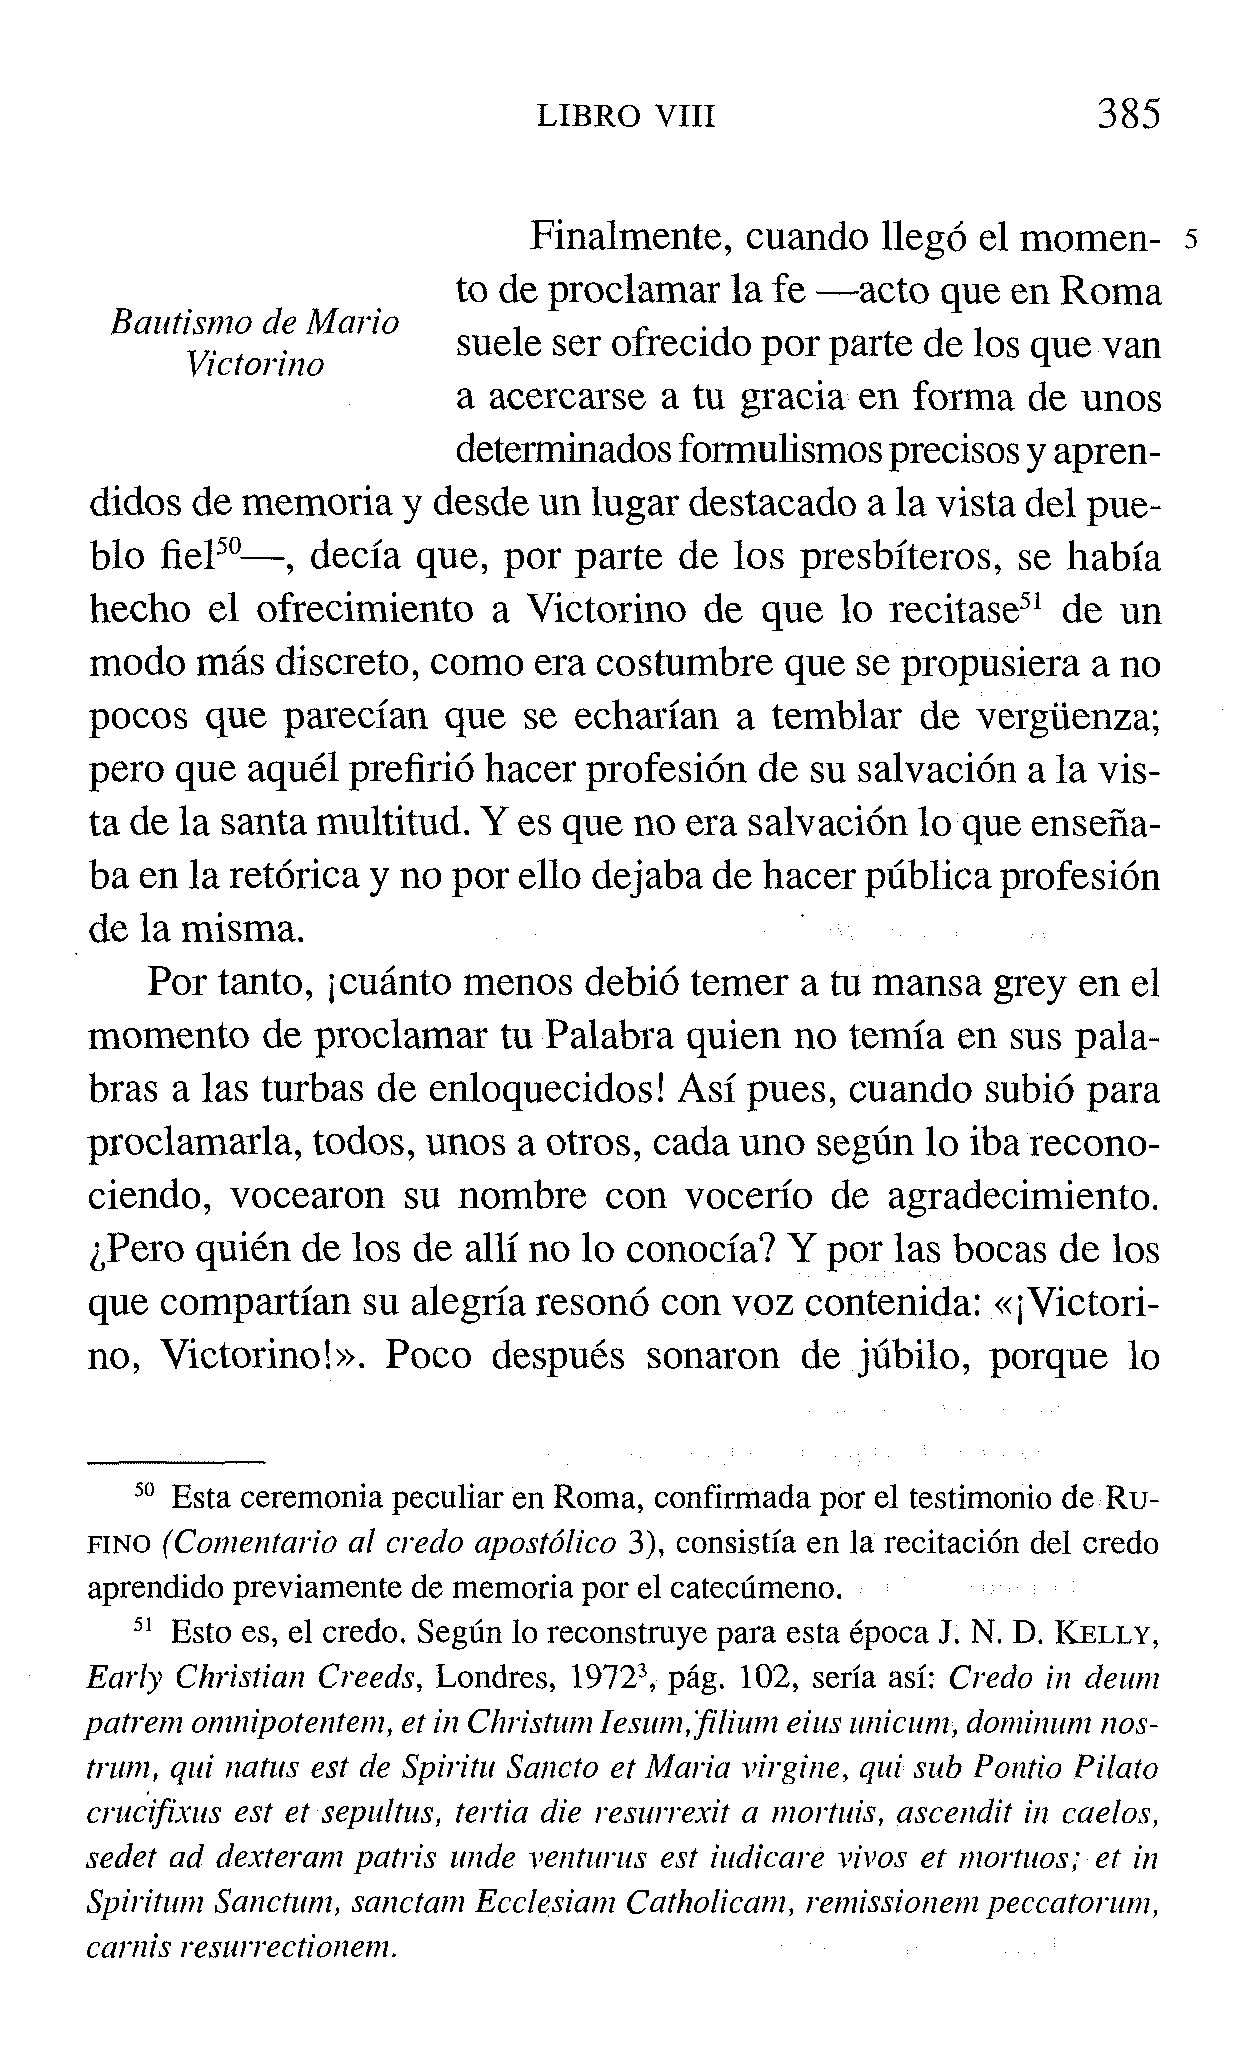 LIBRO VIII 385
Finalmente, cuando llegó el momen- 5
to de proclamar la fe —acto que en Roma
Bautismo de Mario
Victorino
suele ser ofrecido por parte de los que van
a acercarse a tu gracia en forma de unos
determinados formulismos precisos y apren-
didos de memoria y desde un lugar destacado a la vista del pue-
blo fiel⁵⁰—, decía que, por parte de los presbíteros, se había
hecho el ofrecimiento a Victorino de que lo recitase⁵¹ de un
modo más discreto, como era costumbre que se propusiera a no
pocos que parecían que se echarían a temblar de vergüenza;
pero que aquél prefirió hacer profesión de su salvación a la vis-
ta de la santa multitud. Y es que no era salvación lo que enseña-
ba en la retórica y no por ello dejaba de hacer pública profesión
de la misma.
Por tanto, ¡cuánto menos debió temer a tu mansa grey en el
momento de proclamar tu Palabra quien no temía en sus pala-
bras a las turbas de enloquecidos! Así pues, cuando subió para
proclamarla, todos, unos a otros, cada uno según lo iba recono-
ciendo, vocearon su nombre con vocerío de agradecimiento.
¿Pero quién de los de allí no lo conocía? Y por las bocas de los
que compartían su alegría resonó con voz contenida: «¡Victori-
no, Victorino!». Poco después sonaron de júbilo, porque lo
⁵⁰ Esta ceremonia peculiar en Roma, confirmada por el testimonio de RU-
FINO (Comentario al credo apostólico 3), consistía en la recitación del credo
aprendido previamente de memoria por el catecúmeno.
⁵¹ Esto es, el credo. Según lo reconstruye para esta época J. N. D. KELLY,
Early Christian Creeds, Londres, 1972³, pág. 102, sería así: Credo in deum
patrem omnipotentem, et in Christum Iesum, filium eius unicum, dominum nos-
trum, qui natus est de Spiritu Sancto et Maria virgine, qui sub Pontio Pilato
crucifixus est et sepultus, tertia die resurrexit a mortuis, ascendit in caelos,
sedet ad dexteram patris unde venturus est iudicare vivos et mortuos; et in
Spiritum Sanctum, sanctam Ecclesiam Catholicam, remissionem peccatorum,
carnis resurrectionem.